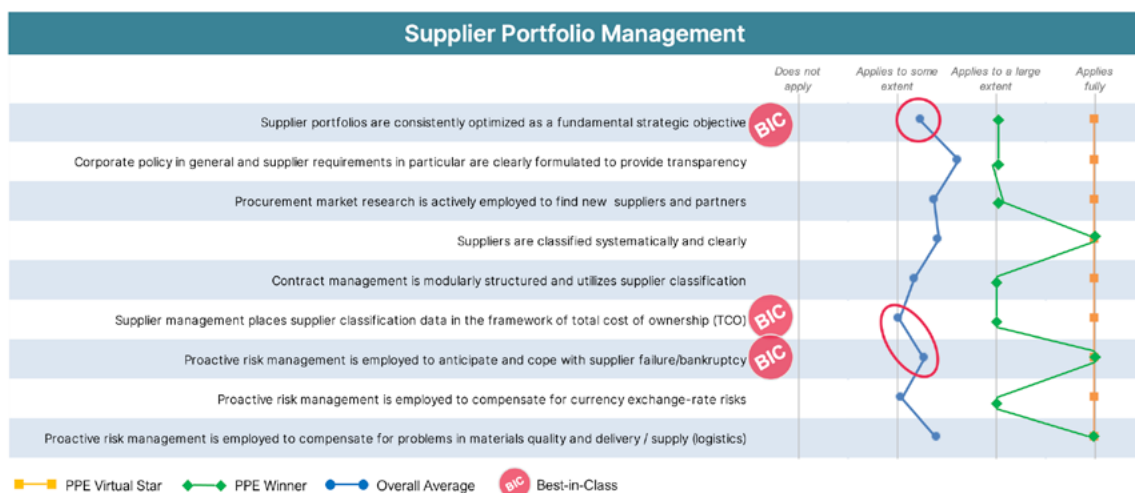 Supplier Portfolio Management
Does not apply
Applies to some extent
Applies to a large extent
Applies fully
Supplier portfolios are consistently optimized as a fundamental strategic objective BIC
Corporate policy in general and supplier requirements in particular are clearly formulated to provide transparency
Procurement market research is actively employed to find new suppliers and partners
Suppliers are classified systematically and clearly
Contract management is modularly structured and utilizes supplier classification
Supplier management places supplier classification data in the framework of total cost of ownership (TCO) BIC
Proactive risk management is employed to anticipate and cope with supplier failure/bankruptcy BIC
Proactive risk management is employed to compensate for currency exchange-rate risks
Proactive risk management is employed to compensate for problems in materials quality and delivery / supply (logistics)
PPE Virtual Star PPE Winner Overall Average BIC Best-in-Class